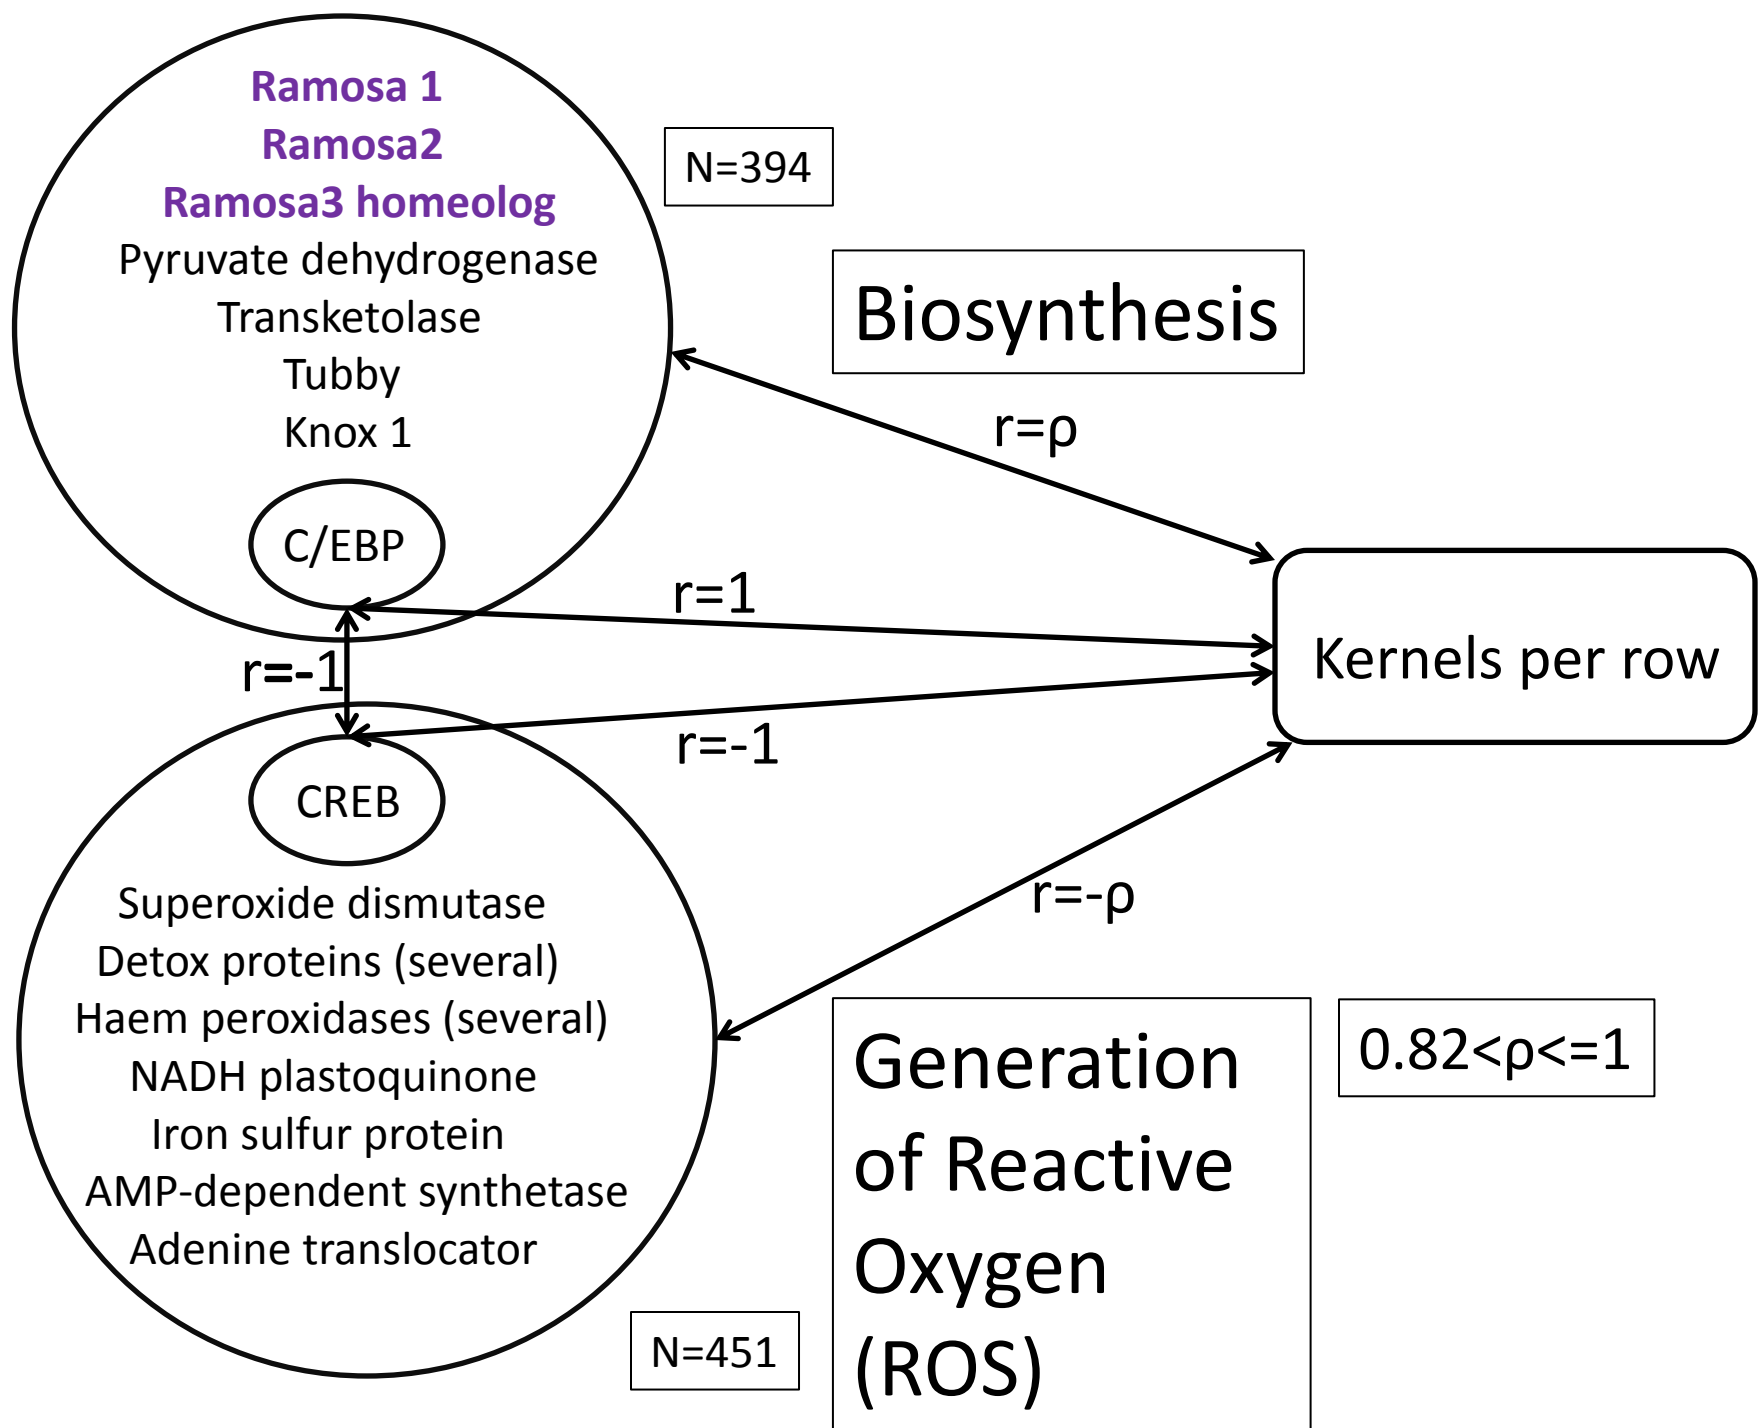 Ramosa 1
Ramosa2
Ramosa3 homeolog
Pyruvate dehydrogenase
Transketolase
Tubby
Knox 1
C/EBP
N=394
Biosynthesis
r=ρ
r=1
r=-1
r=-1
Kernels per row
CREB
Superoxide dismutase
Detox proteins (several)
Haem peroxidases (several)
NADH plastoquinone
Iron sulfur protein
AMP-dependent synthetase
Adenine translocator
r=-ρ
N=451
Generation
of Reactive
Oxygen
(ROS)
0.82<ρ<=1